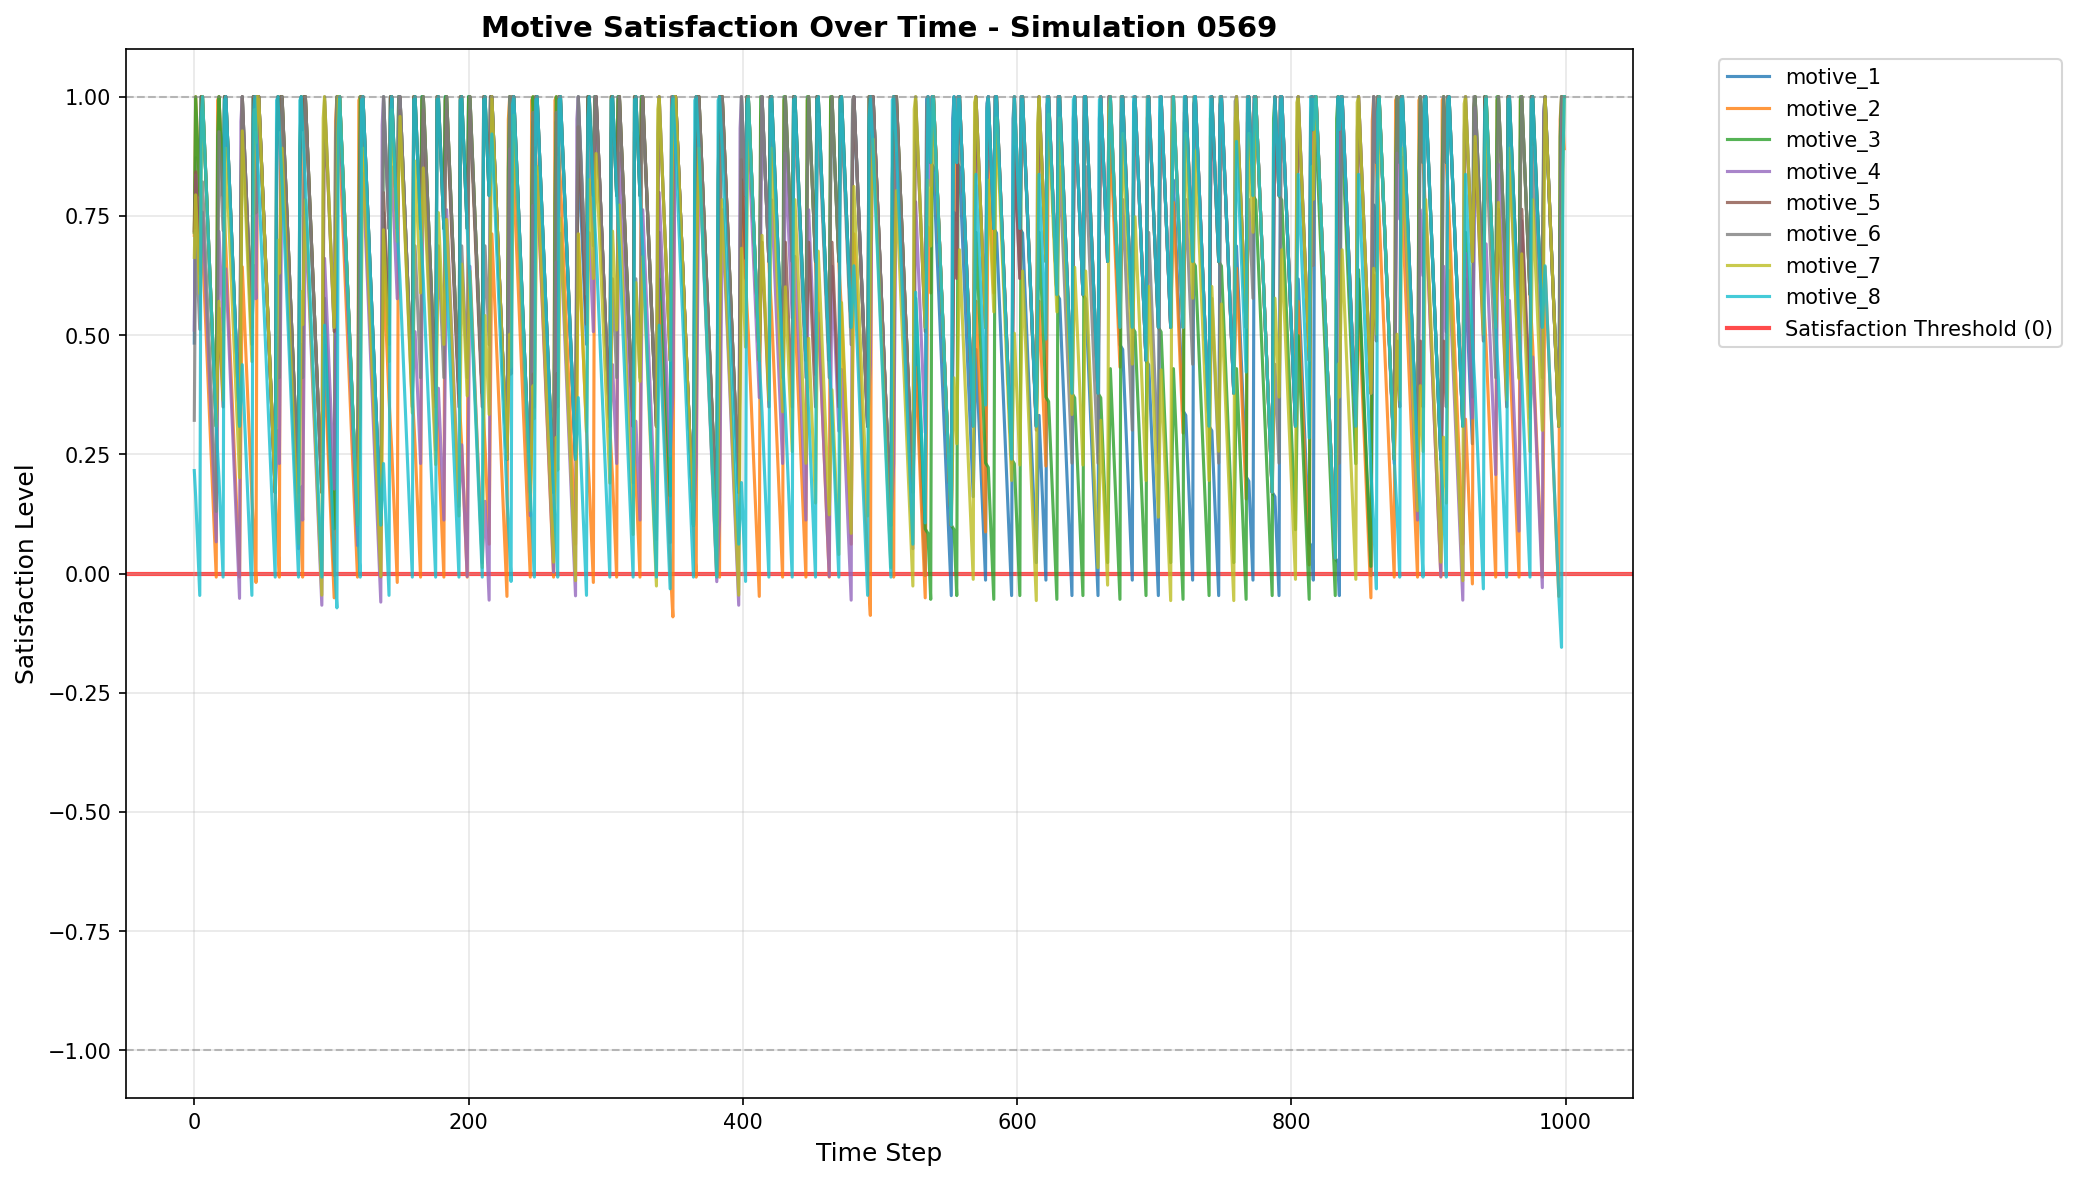 Motive Satisfaction Over Time - Simulation 0569
Satisfaction Level
1.00
0.75
0.50
0.25
0.00
−0.25
−0.50
−0.75
−1.00
0
200
400
600
800
1000
Time Step
motive_1
motive_2
motive_3
motive_4
motive_5
motive_6
motive_7
motive_8
Satisfaction Threshold (0)